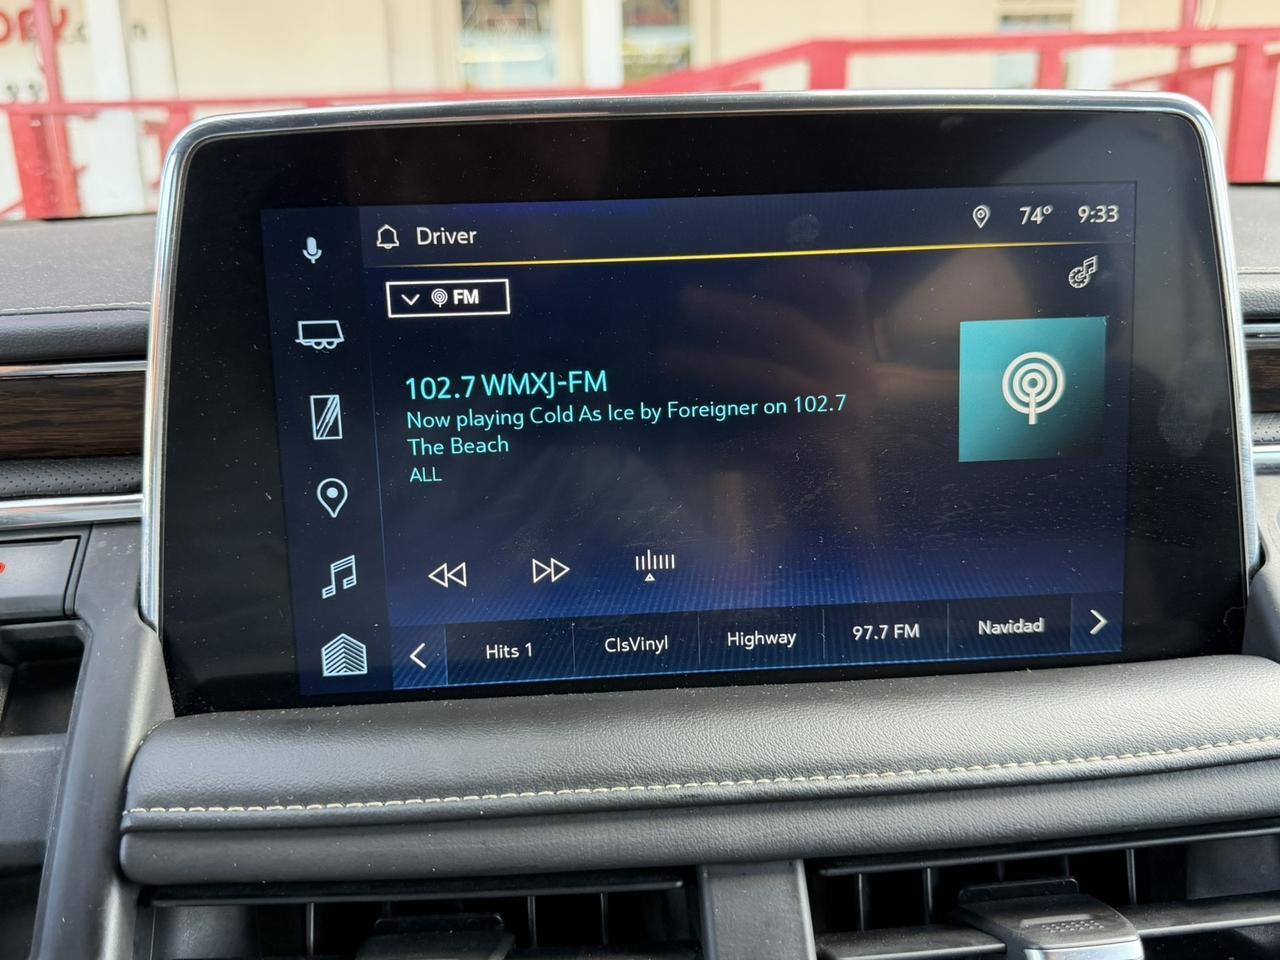 Driver
74° 9:33
FM
102.7 WMXJ-FM
Now playing Cold As Ice by Foreigner on 102.7
The Beach
ALL
Hits 1 ClsVinyl Highway 97.7 FM Navidad